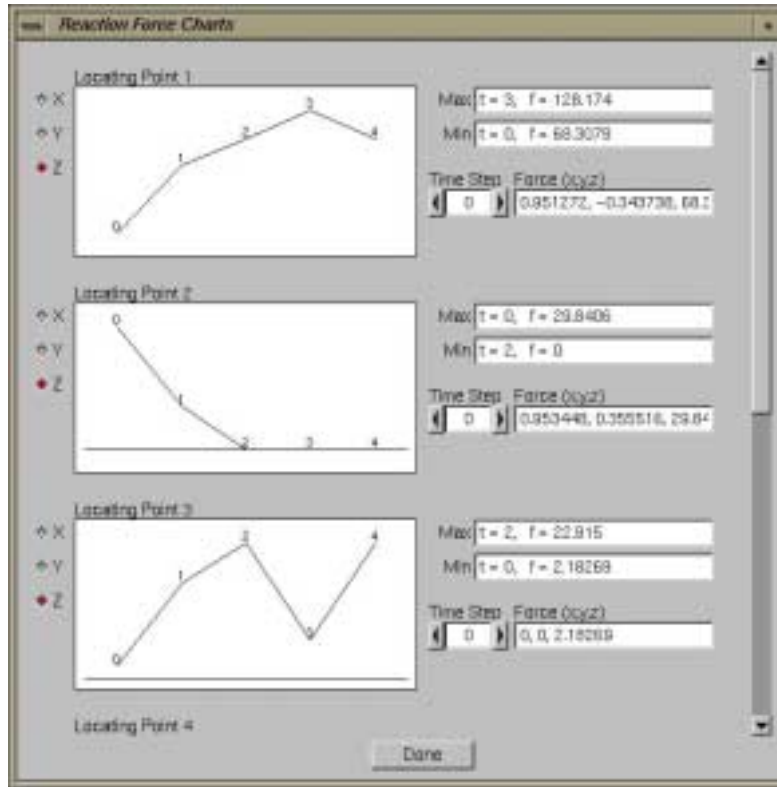 Reaction Force Charts
Locating Point 1
X
Y
Z
0
1
2
3
4
Max t = 3, f = 128.174
Min t = 0, f = 68.3079
Time Step Force (x,y,z)
0 0.951272, -0.343738, 68.3
Locating Point 2
X
Y
Z
0
1
2
3
4
Max t = 0, f = 29.8406
Min t = 2, f = 0
Time Step Force (x,y,z)
0 0.953448, 0.355518, 29.84
Locating Point 3
X
Y
Z
0
1
2
3
4
Max t = 2, f = 22.915
Min t = 0, f = 2.18269
Time Step Force (x,y,z)
0 0, 0, 2.18269
Locating Point 4
Done